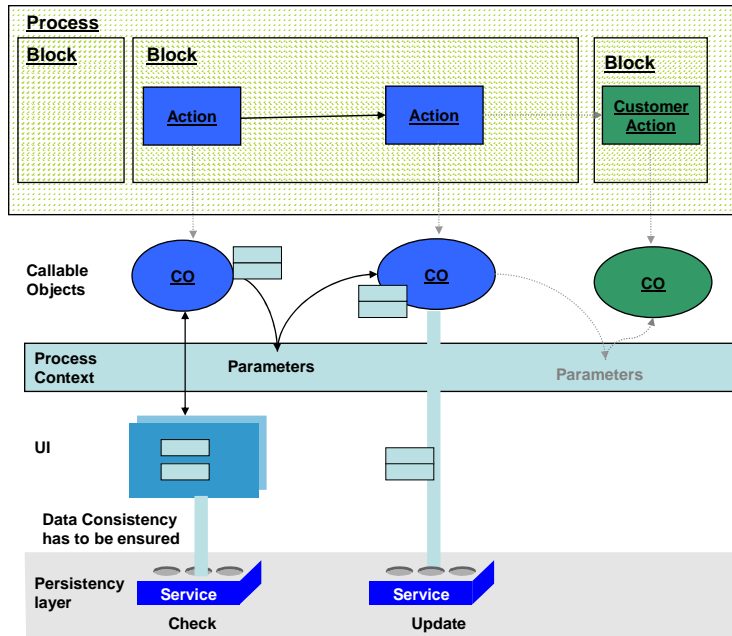 Process
Block
Block
Block
Action
Action
Customer
Action
Callable
Objects
CO
CO
CO
Process
Context
Parameters
Parameters
UI
Data Consistency
has to be ensured
Persistency
layer
Service
Service
Check
Update